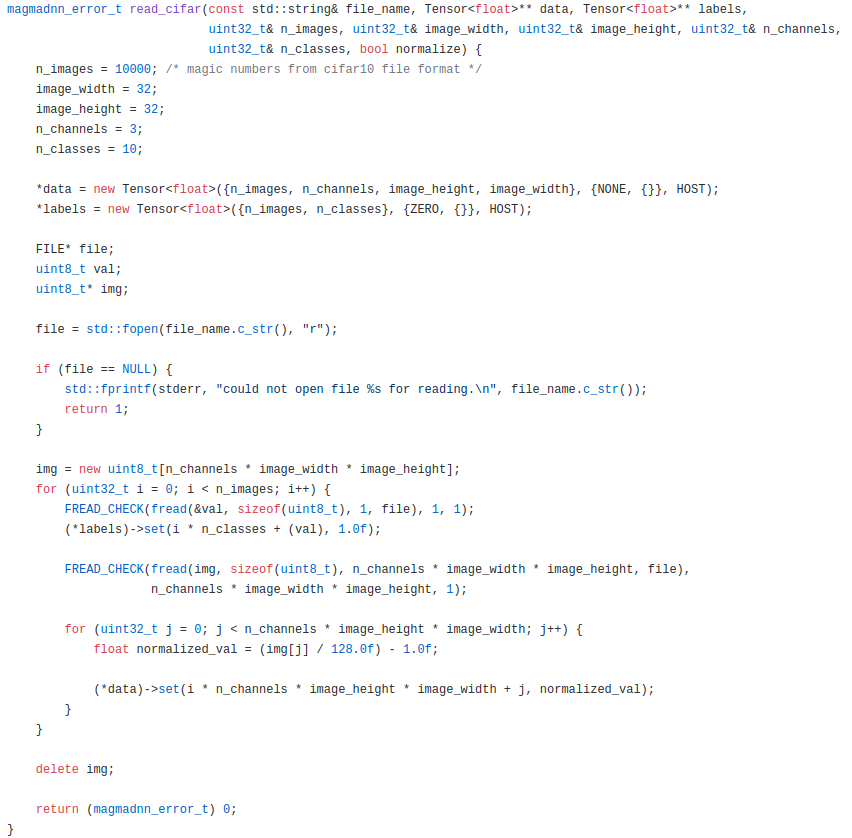 magmadnn_error_t read_cifar(const std::string& file_name, Tensor<float>** data, Tensor<float>** labels,
                            uint32_t& n_images, uint32_t& image_width, uint32_t& image_height, uint32_t& n_channels,
                            uint32_t& n_classes, bool normalize) {
    n_images = 10000; /* magic numbers from cifar10 file format */
    image_width = 32;
    image_height = 32;
    n_channels = 3;
    n_classes = 10;

    *data = new Tensor<float>({n_images, n_channels, image_height, image_width}, {NONE, {}}, HOST);
    *labels = new Tensor<float>({n_images, n_classes}, {ZERO, {}}, HOST);

    FILE* file;
    uint8_t val;
    uint8_t* img;

    file = std::fopen(file_name.c_str(), "r");

    if (file == NULL) {
        std::fprintf(stderr, "could not open file %s for reading.\n", file_name.c_str());
        return 1;
    }

    img = new uint8_t[n_channels * image_width * image_height];
    for (uint32_t i = 0; i < n_images; i++) {
        FREAD_CHECK(fread(&val, sizeof(uint8_t), 1, file), 1, 1);
        (*labels)->set(i * n_classes + (val), 1.0f);

        FREAD_CHECK(fread(img, sizeof(uint8_t), n_channels * image_width * image_height, file),
                    n_channels * image_width * image_height, 1);

        for (uint32_t j = 0; j < n_channels * image_height * image_width; j++) {
            float normalized_val = (img[j] / 128.0f) - 1.0f;

            (*data)->set(i * n_channels * image_height * image_width + j, normalized_val);
        }
    }

    delete img;

    return (magmadnn_error_t) 0;
}